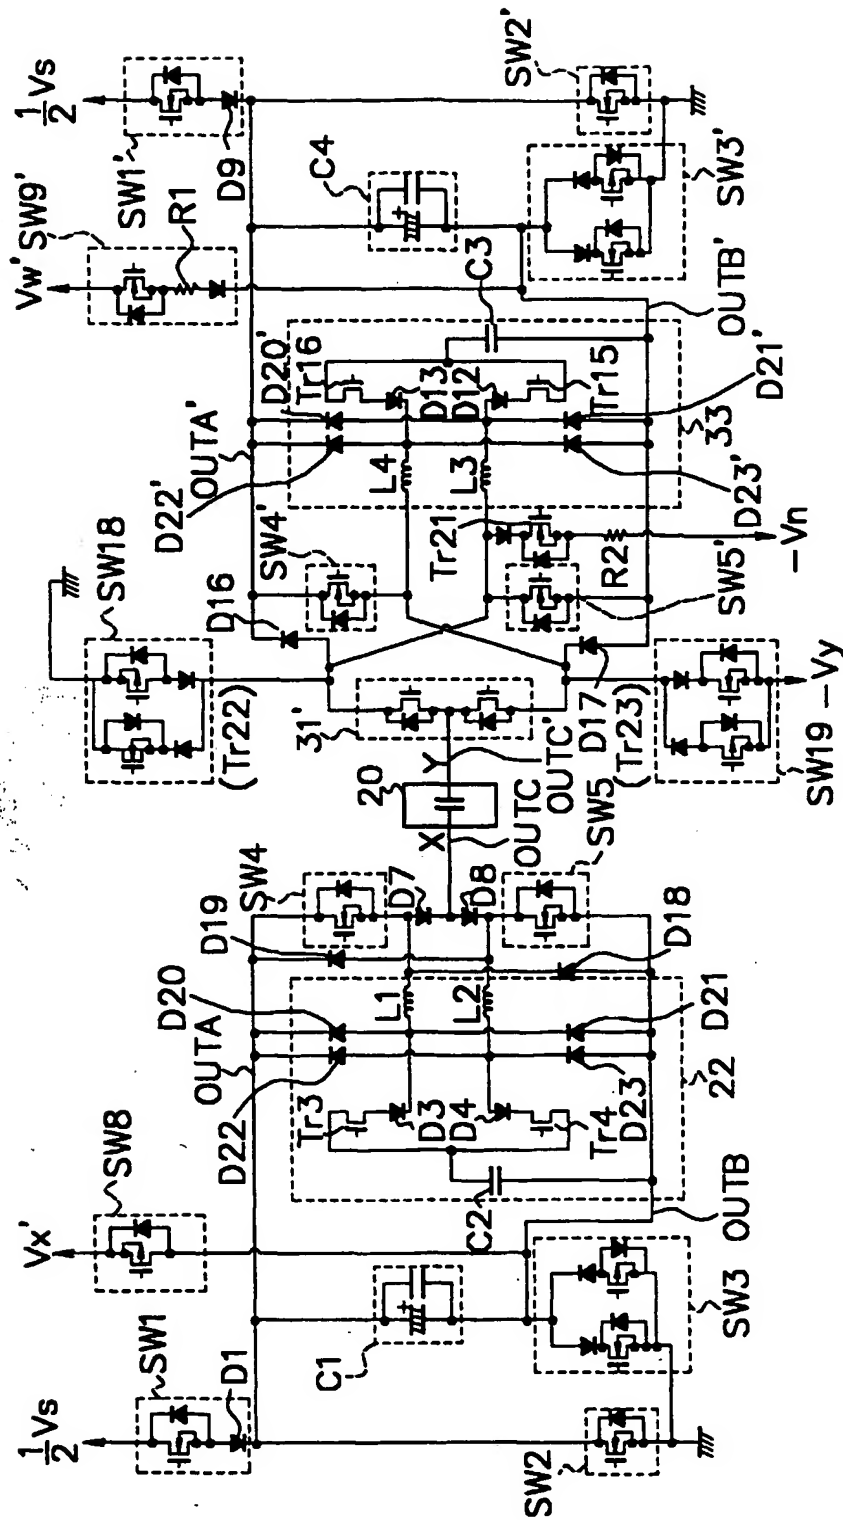 1/2 Vs
SW1
D1
Vx'
SW8
C1
SW2
SW3
OUTA
OUTB
D20
D22
Tr3
D3
D4
Tr4
C2
D23
D21
22
L1
L2
D19
D18
SW4
D7
D8
SW5
OUTC
X
20
Y
OUTC'
31'
SW18
(Tr22)
(Tr23)
SW19
-Vy
D16
D17
SW4'
SW5'
Tr21
R2
-Vn
L4
L3
D22'
OUTA'
D20'
Tr16
D13
D12
Tr15
D23'
D21'
33
C3
OUTB'
C4
Vw'
SW9'
R1
1/2 Vs
SW1'
D9
SW2'
SW3'